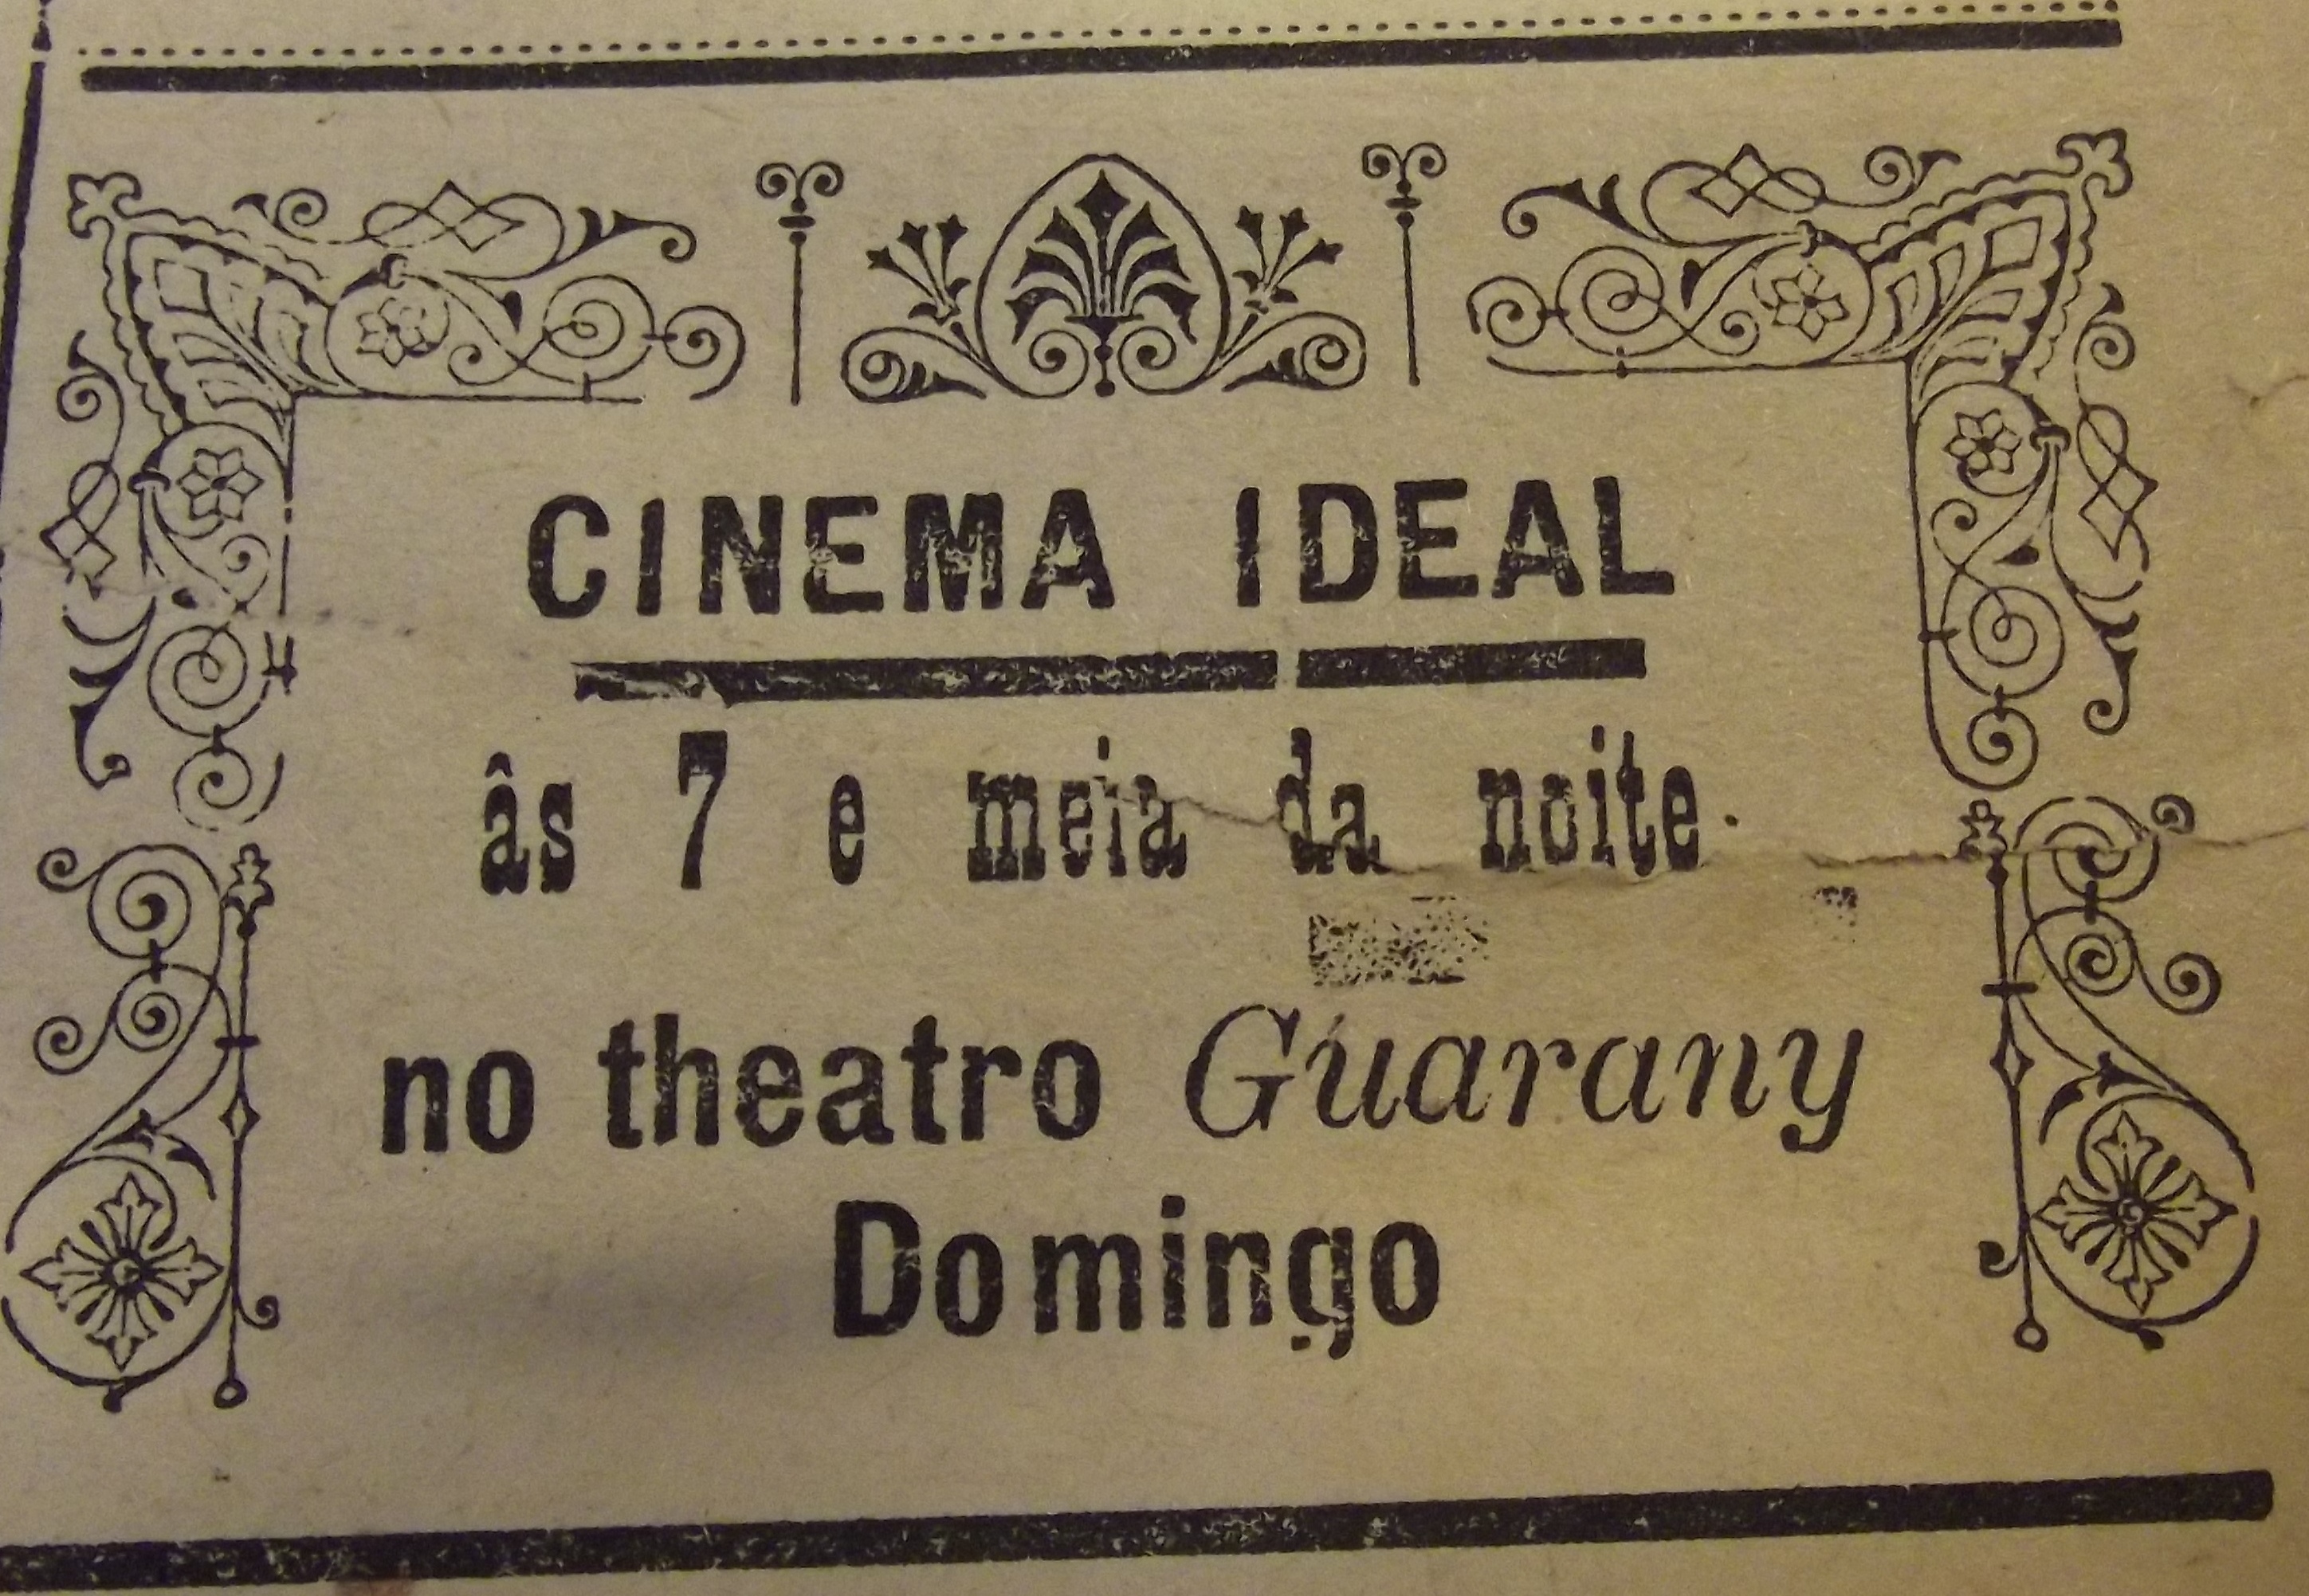 CINEMA IDEAL
âs 7 e meia da noite.
no theatro Guarany
Domingo